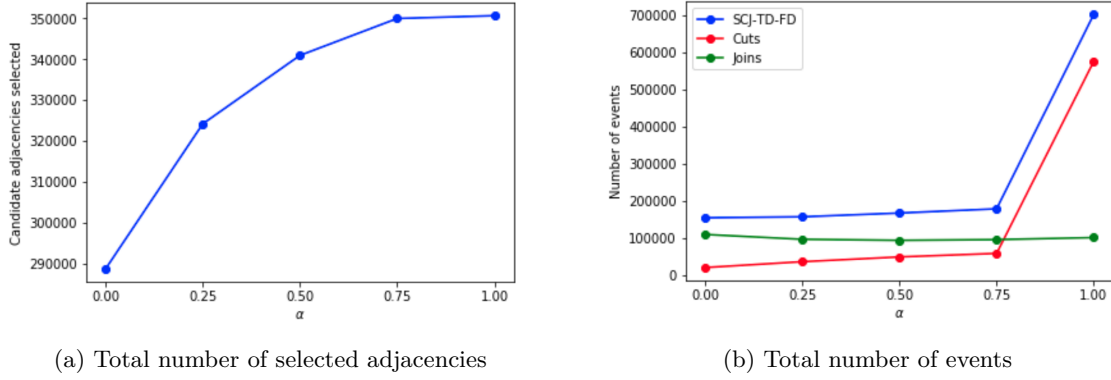 350000
340000
330000
320000
310000
300000
290000
Candidate adjacencies selected
0.00 0.25 0.50 0.75 1.00
α
(a) Total number of selected adjacencies
700000
600000
500000
400000
300000
200000
100000
0
Number of events
SCJ-TD-FD
Cuts
Joins
0.00 0.25 0.50 0.75 1.00
α
(b) Total number of events